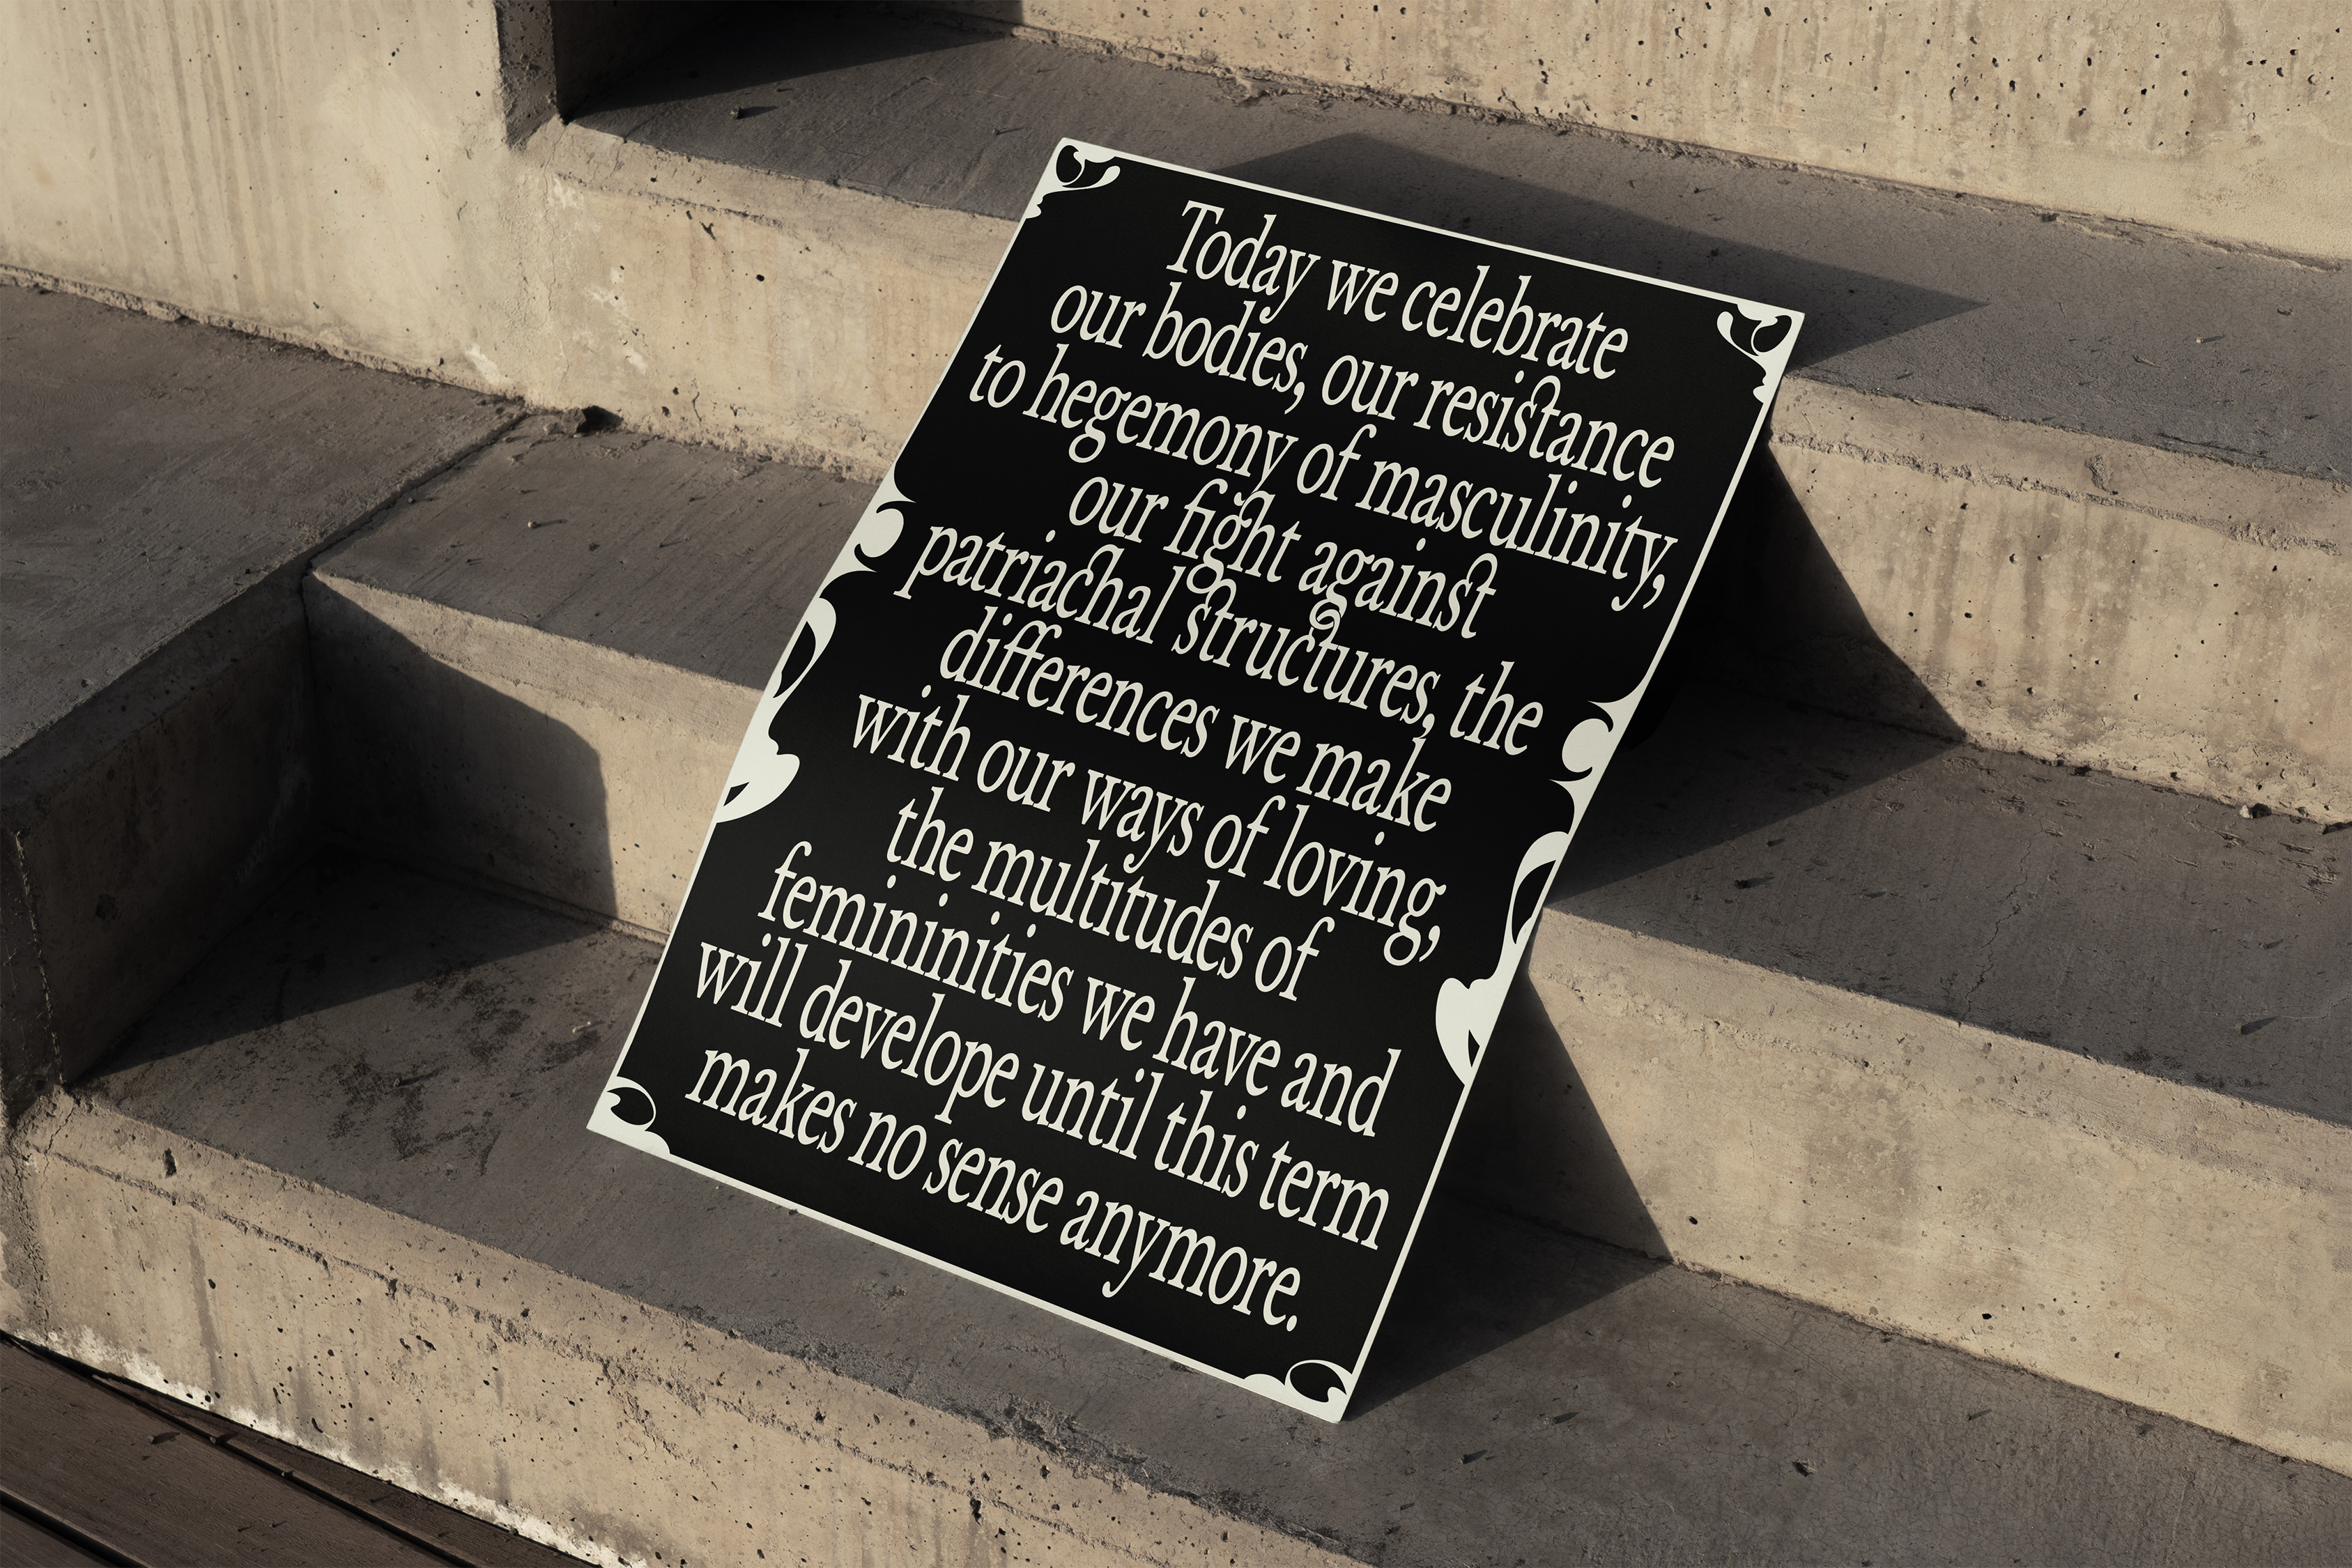 Today we celebrate
our bodies, our resistance
to hegemony of masculinity,
our fight against
patriachal structures, the
differences we make
with our ways of loving,
the multitudes of
femininities we have and
will develope until this term
makes no sense anymore.